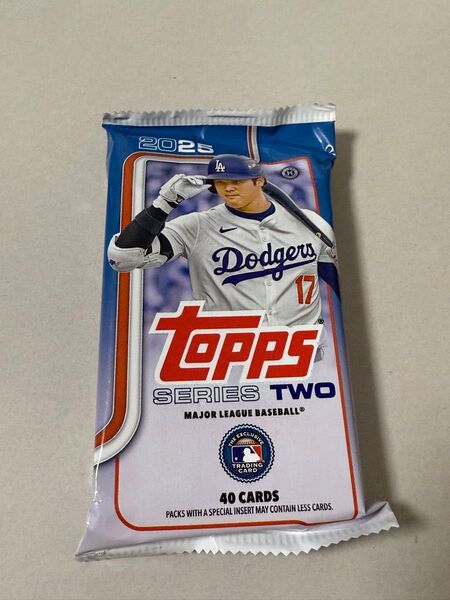 2025
LA
Dodgers
17
TOPPS
SERIES TWO
MAJOR LEAGUE BASEBALL®
THE EXCLUSIVE
TRADING
CARD
40 CARDS
PACKS WITH A SPECIAL INSERT MAY CONTAIN LESS CARDS.